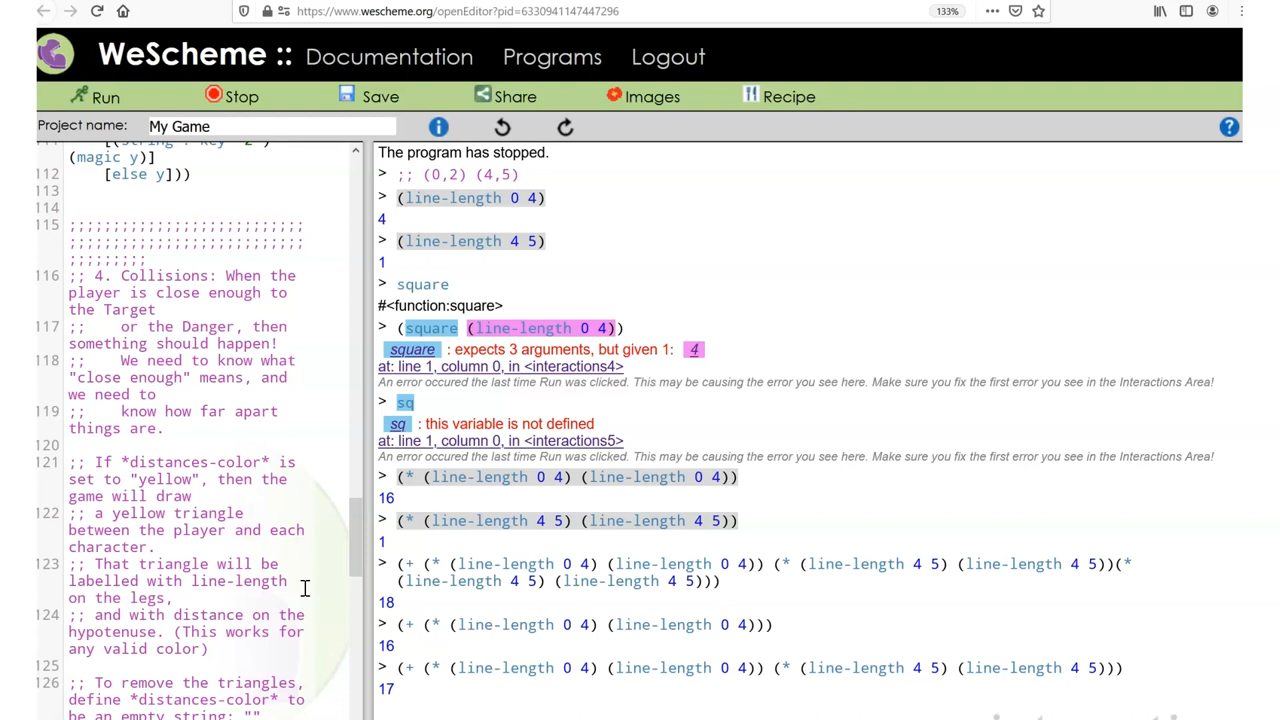 https://www.wescheme.org/openEditor?pid=6330941147447296
133%
WeScheme :: Documentation Programs Logout
Run Stop Save Share Images Recipe
Project name: My Game
(magic y)]
112 [else y]))
113
114
115 ;;;;;;;;;;;;;;;;;;;;;;;;;;;
;;;;;;;;;;;;;;;;;;;;;;;;;;;
;;;;;;;;;
116 ;; 4. Collisions: When the
player is close enough to
the Target
117 ;; or the Danger, then
something should happen!
118 ;; We need to know what
"close enough" means, and
we need to
119 ;; know how far apart
things are.
120
121 ;; If *distances-color* is
set to "yellow", then the
game will draw
122 ;; a yellow triangle
between the player and each
character.
123 ;; That triangle will be
labelled with line-length
on the legs,
124 ;; and with distance on the
hypotenuse. (This works for
any valid color)
125
126 ;; To remove the triangles,
define *distances-color* to
be an empty string: ""
The program has stopped.
> ;; (0,2) (4,5)
> (line-length 0 4)
4
> (line-length 4 5)
1
> square
#<function:square>
> (square (line-length 0 4))
square : expects 3 arguments, but given 1: 4
at: line 1, column 0, in <interactions4>
An error occured the last time Run was clicked. This may be causing the error you see here. Make sure you fix the first error you see in the Interactions Area!
> sq
sq : this variable is not defined
at: line 1, column 0, in <interactions5>
An error occured the last time Run was clicked. This may be causing the error you see here. Make sure you fix the first error you see in the Interactions Area!
> (* (line-length 0 4) (line-length 0 4))
16
> (* (line-length 4 5) (line-length 4 5))
1
> (+ (* (line-length 0 4) (line-length 0 4)) (* (line-length 4 5) (line-length 4 5))(*
(line-length 4 5) (line-length 4 5)))
18
> (+ (* (line-length 0 4) (line-length 0 4)))
16
> (+ (* (line-length 0 4) (line-length 0 4)) (* (line-length 4 5) (line-length 4 5)))
17